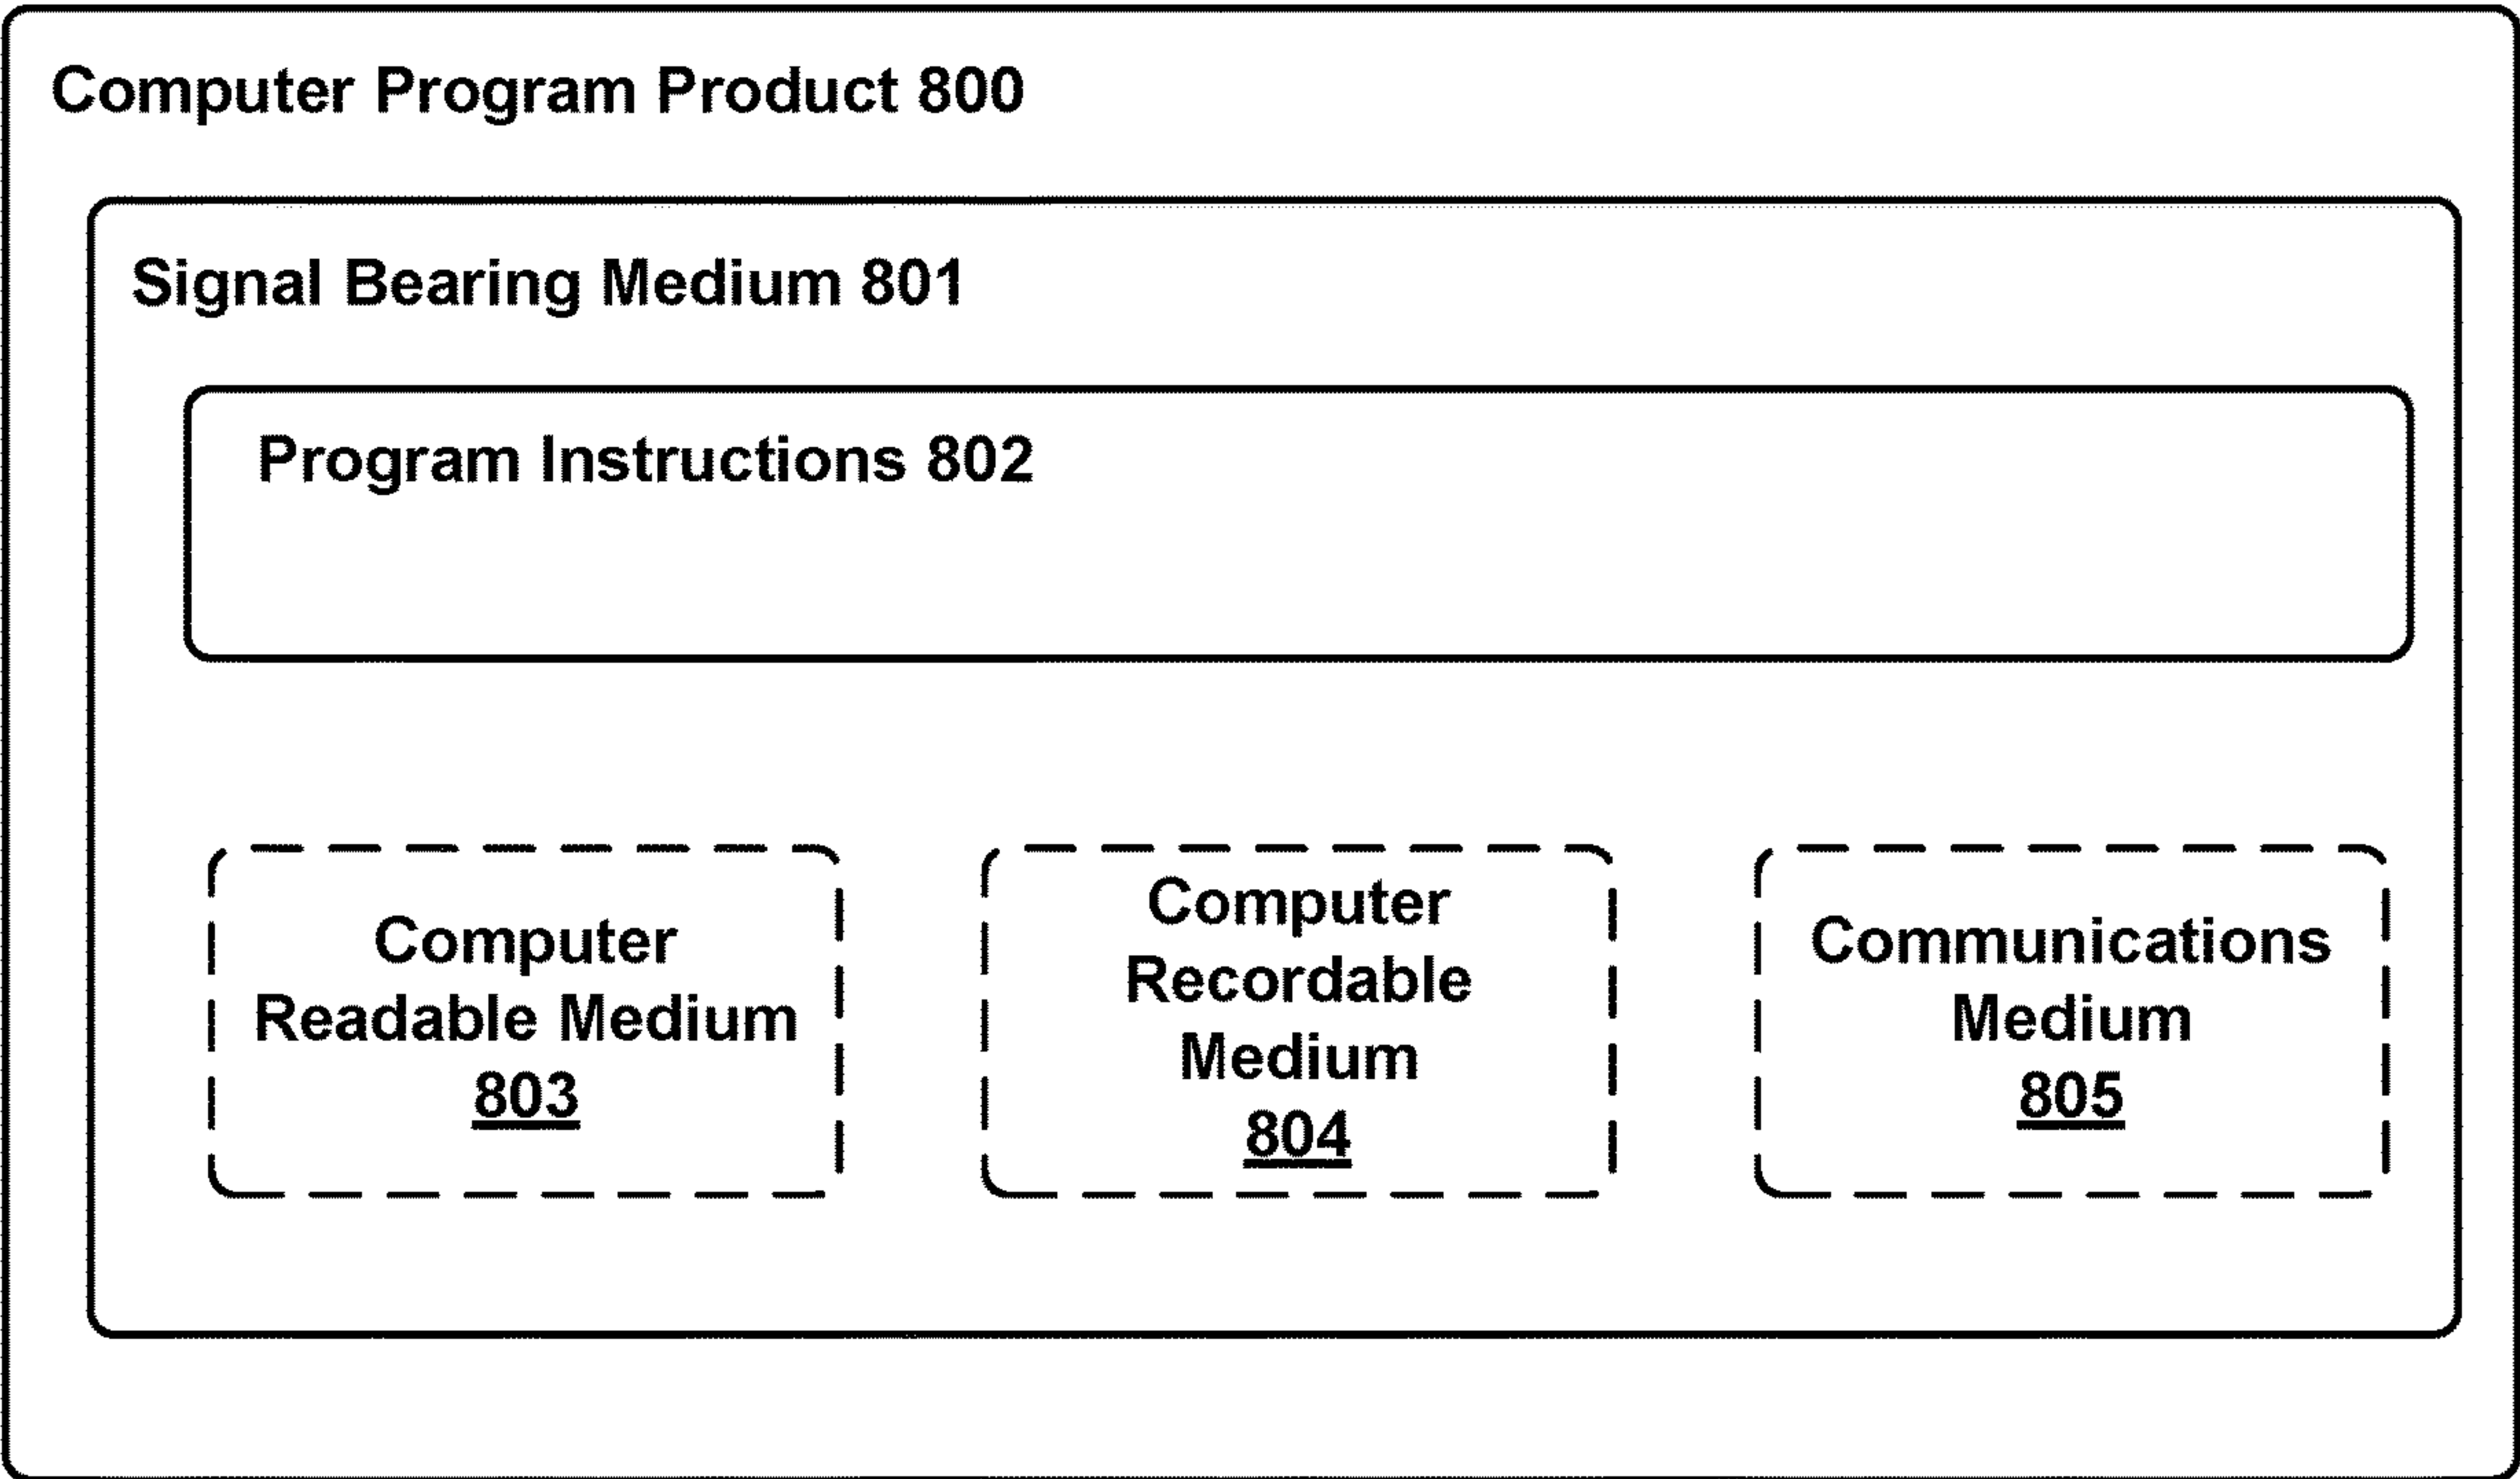 Computer Program Product 800
Signal Bearing Medium 801
Program Instructions 802
Computer
Readable Medium
803
Computer
Recordable
Medium
804
Communications
Medium
805